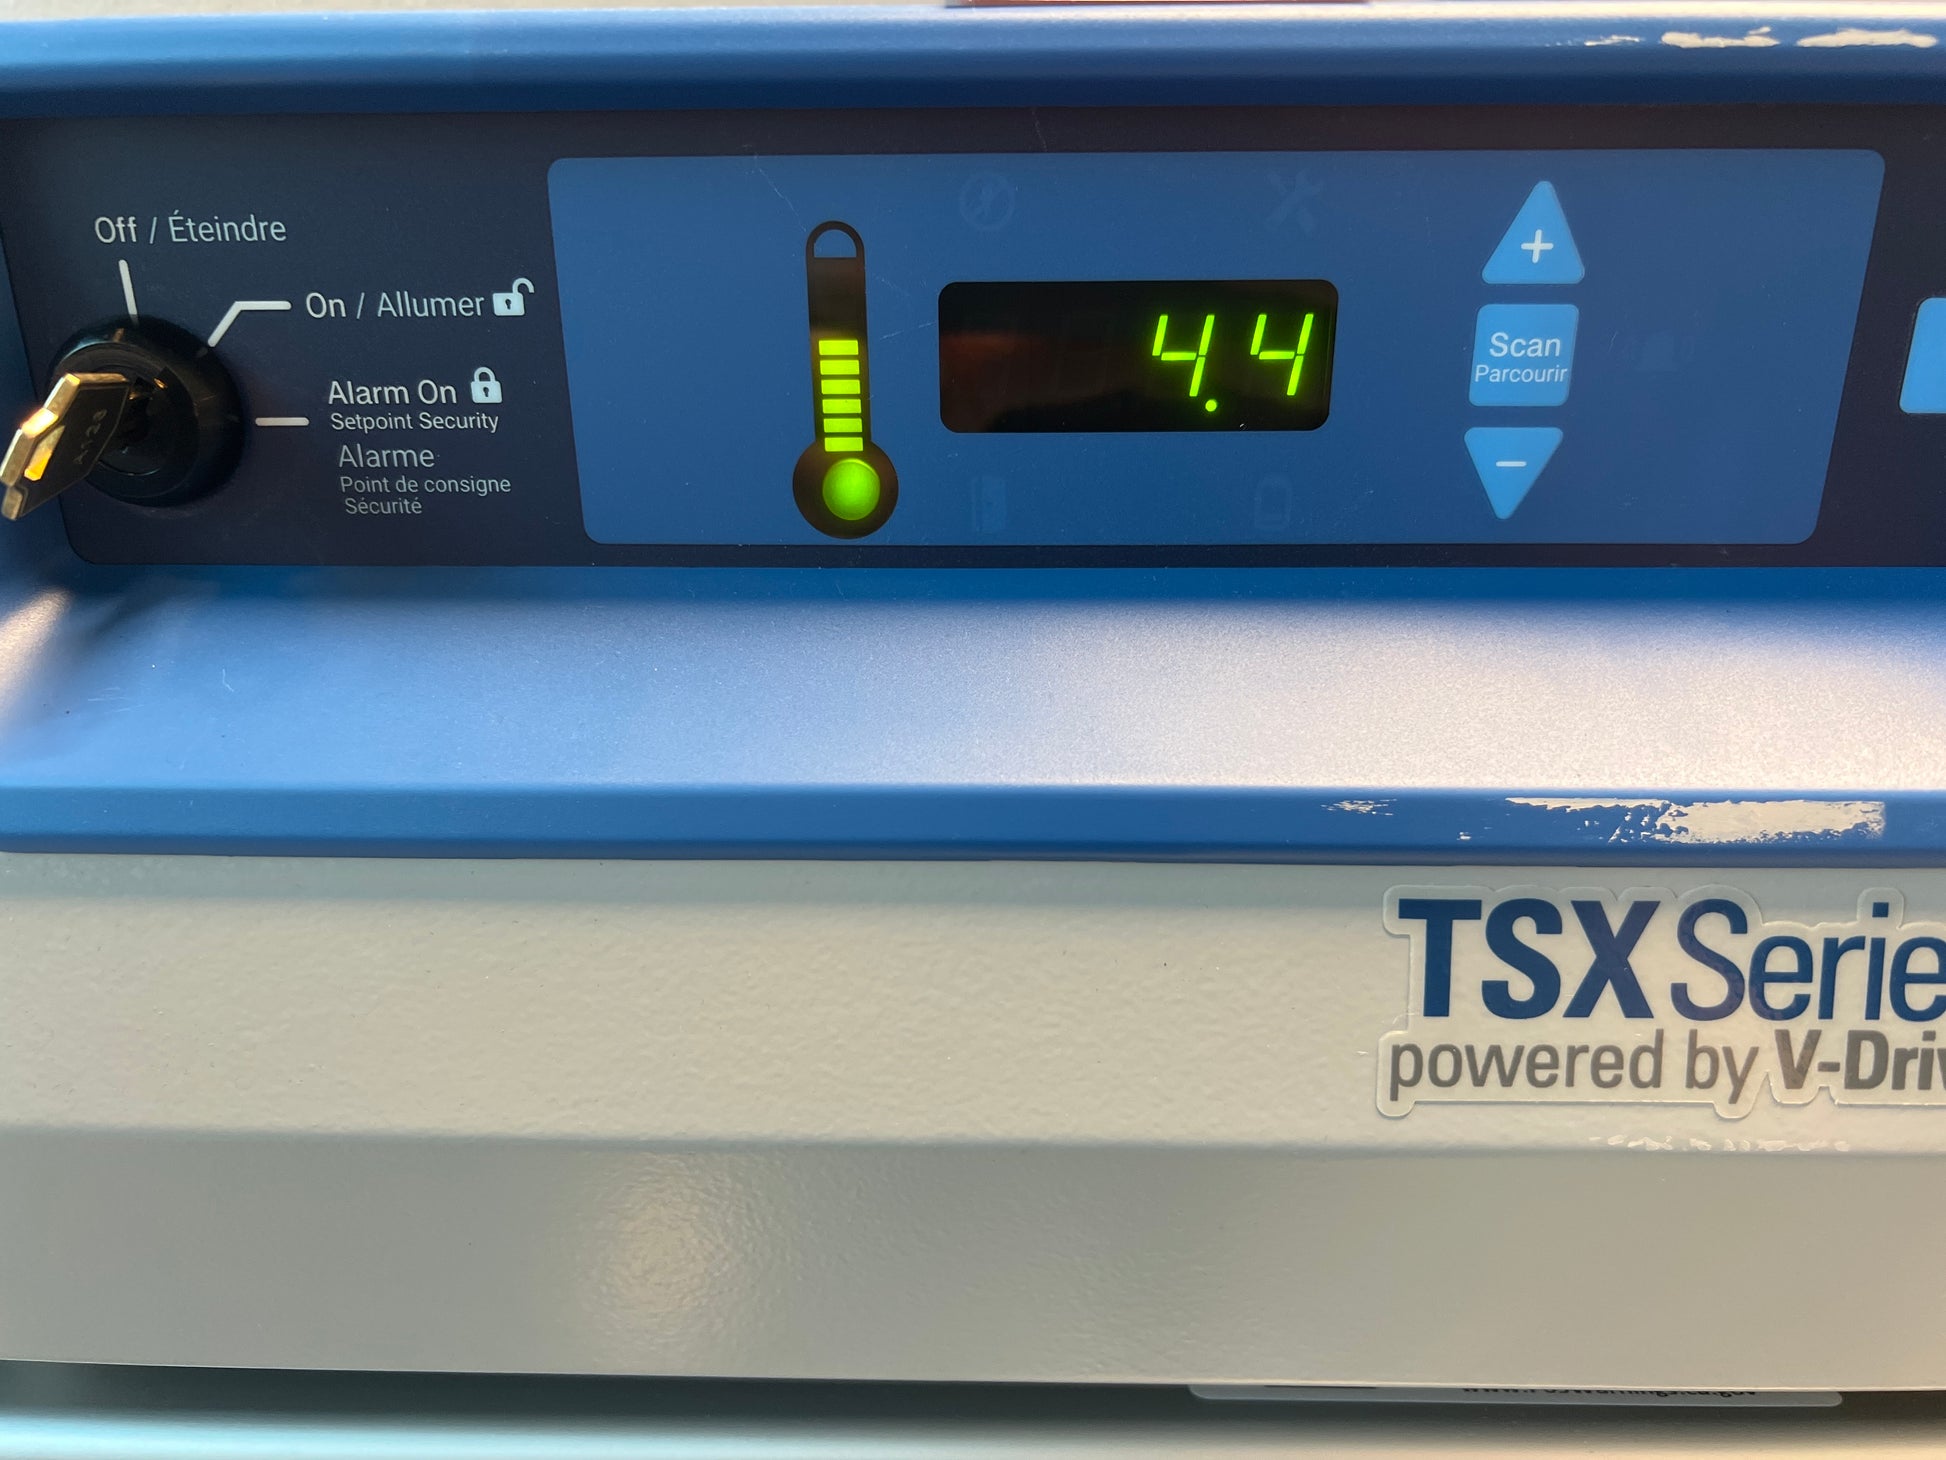 Off / Éteindre
On / Allumer
Alarm On
Setpoint Security
Alarme
Point de consigne
Sécurité
4.4
+
Scan
Parcourir
−
TSX Serie
powered by V-Driv